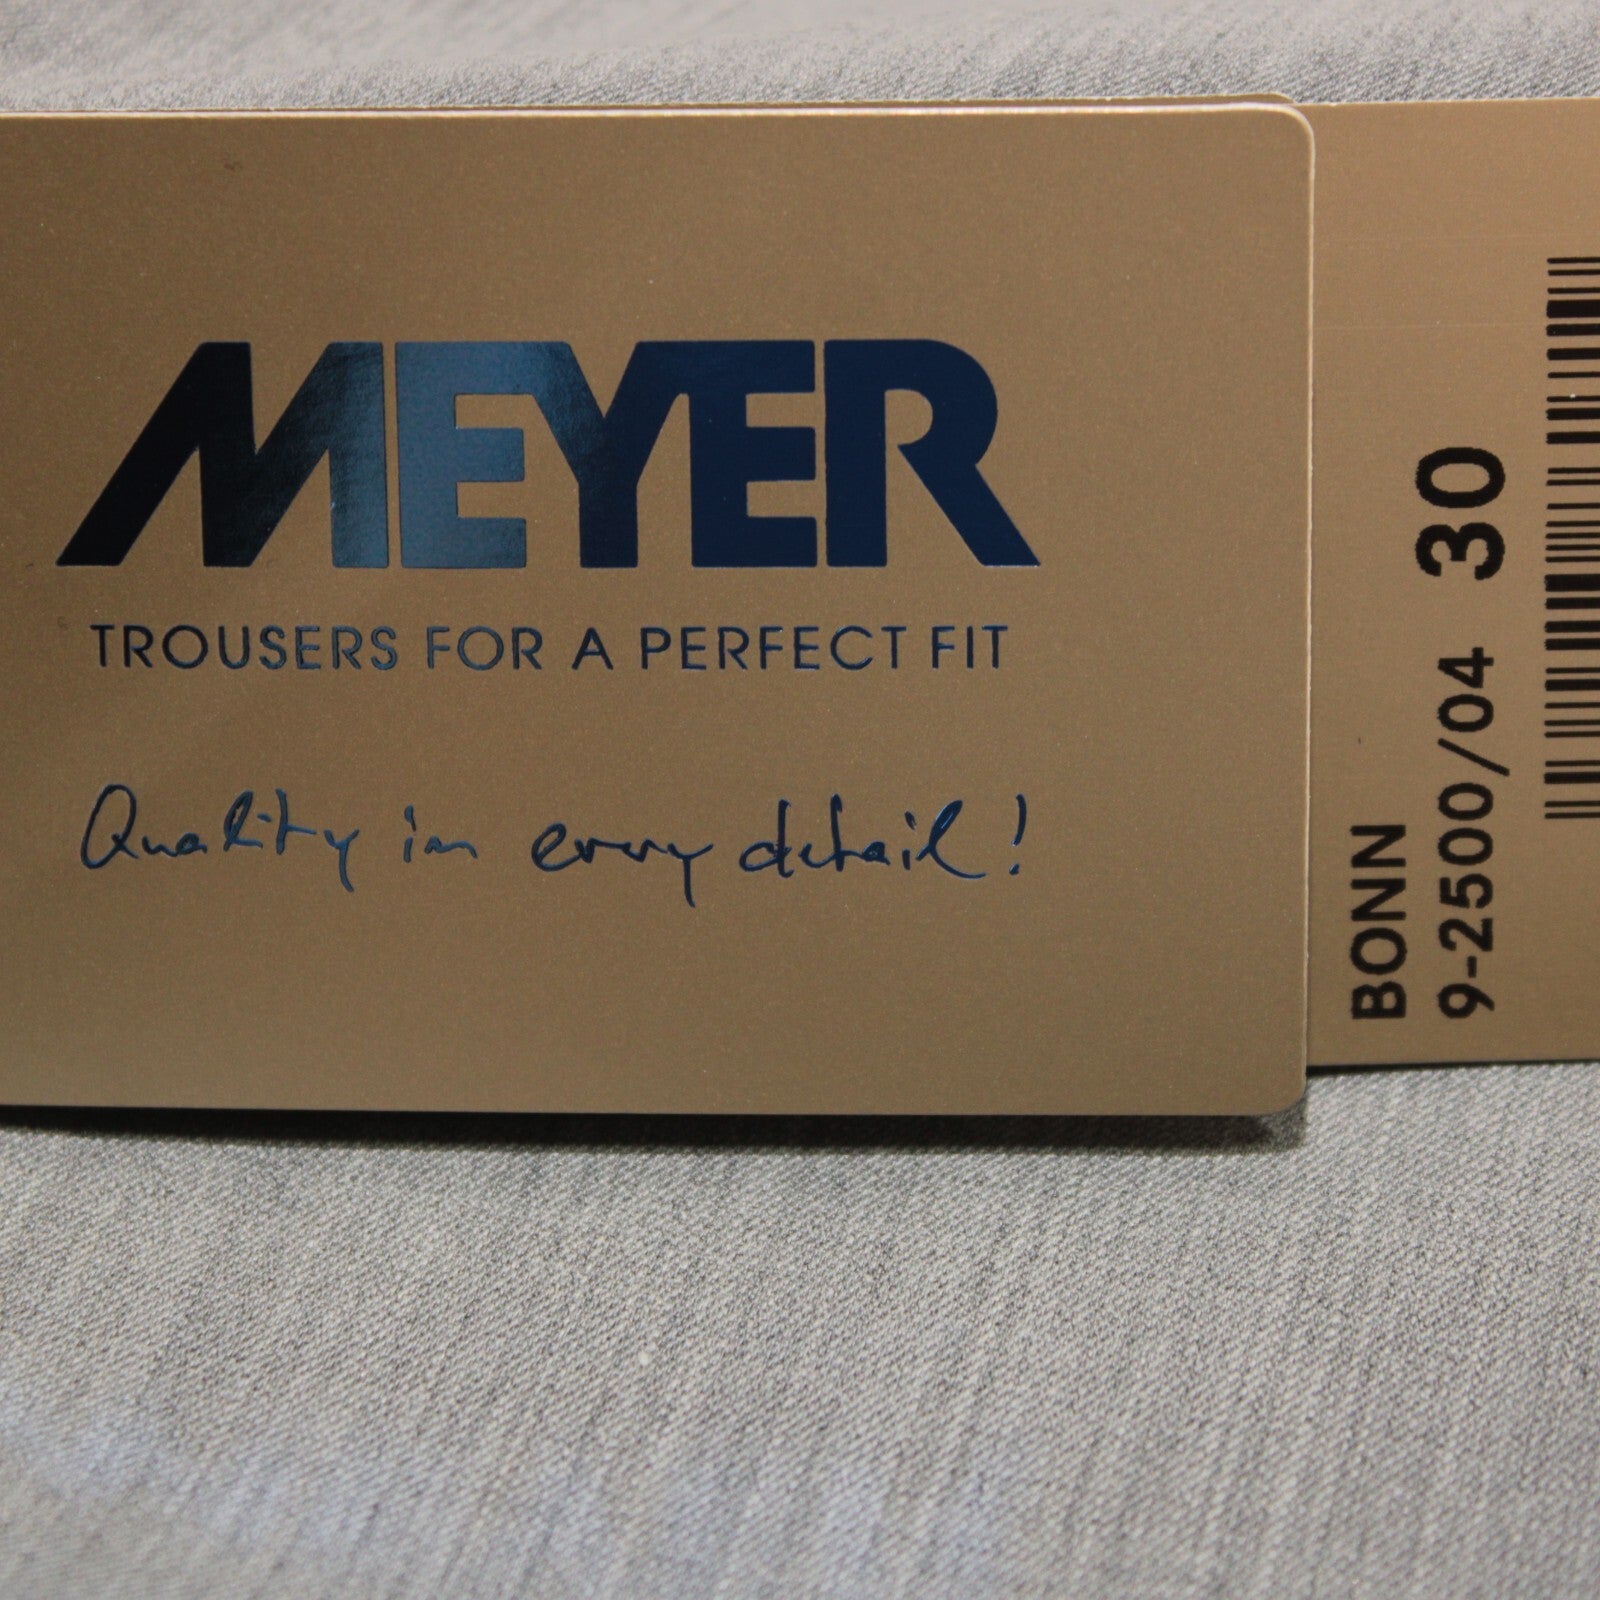 MEYER
TROUSERS FOR A PERFECT FIT
Quality in every detail!
BONN
9-2500/04 30